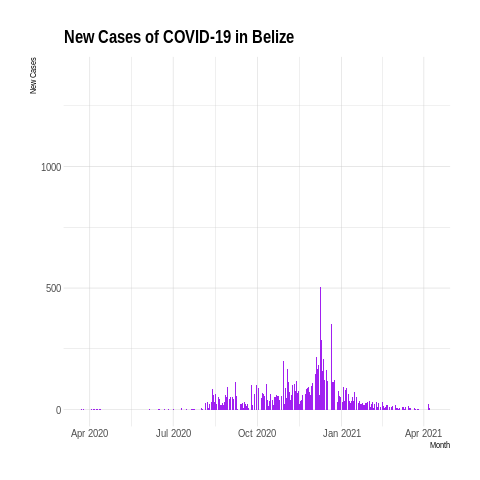 New Cases of COVID-19 in Belize
New Cases
1000
500
0
Apr 2020 Jul 2020 Oct 2020 Jan 2021 Apr 2021
Month